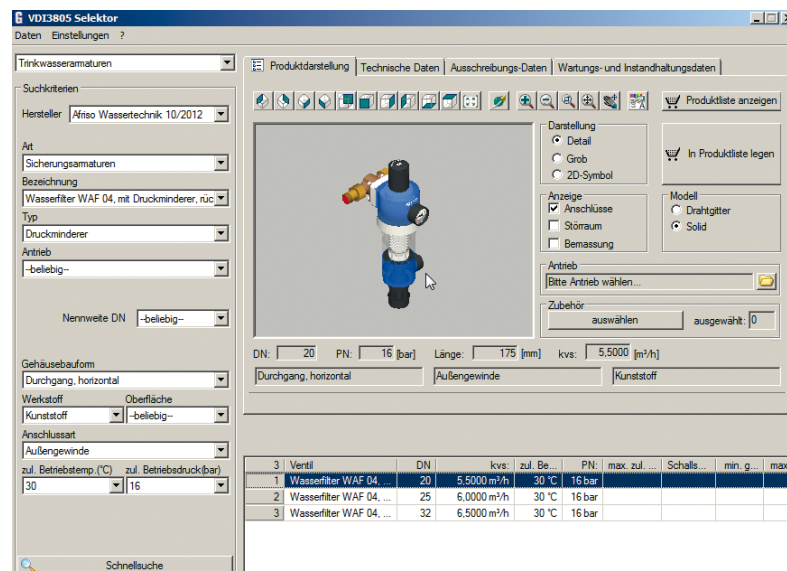 VDI3805 Selektor
Daten Einstellungen ?
Trinkwasseramaturen
Suchkriterien
Hersteller Afriso Wassertechnik 10/2012
Art
Sicherungsamaturen
Bezeichnung
Wasserfilter WAF 04, mit Druckminderer, rüc
Typ
Druckminderer
Antrieb
--beliebig--
Nennweite DN --beliebig--
Gehäusebauform
Durchgang, horizontal
Werkstoff Oberfläche
Kunststoff --beliebig--
Anschlussart
Außengewinde
zul. Betriebstemp.(°C) zul. Betriebsdruck(bar)
30 16
Schnellsuche
Produktdarstellung Technische Daten Ausschreibungs-Daten Wartungs- und Instandhaltungsdaten
Produktliste anzeigen
Darstellung
Detail
Grob
2D-Symbol
In Produktliste legen
Anzeige
Anschlüsse
Störraum
Bemassung
Modell
Drahtgitter
Solid
Antrieb
Bitte Antrieb wählen...
Zubehör
auswählen ausgewählt: 0
DN: 20 PN: 16 [bar] Länge: 175 [mm] kvs: 5,5000 [m³/h]
Durchgang, horizontal Außengewinde Kunststoff
3 Ventil DN kvs: zul. Be... PN: max. zul. ... Schalls... min. g... max
1 Wasserfilter WAF 04, ... 20 5,5000 m³/h 30 °C 16 bar
2 Wasserfilter WAF 04, ... 25 6,0000 m³/h 30 °C 16 bar
3 Wasserfilter WAF 04, ... 32 6,5000 m³/h 30 °C 16 bar